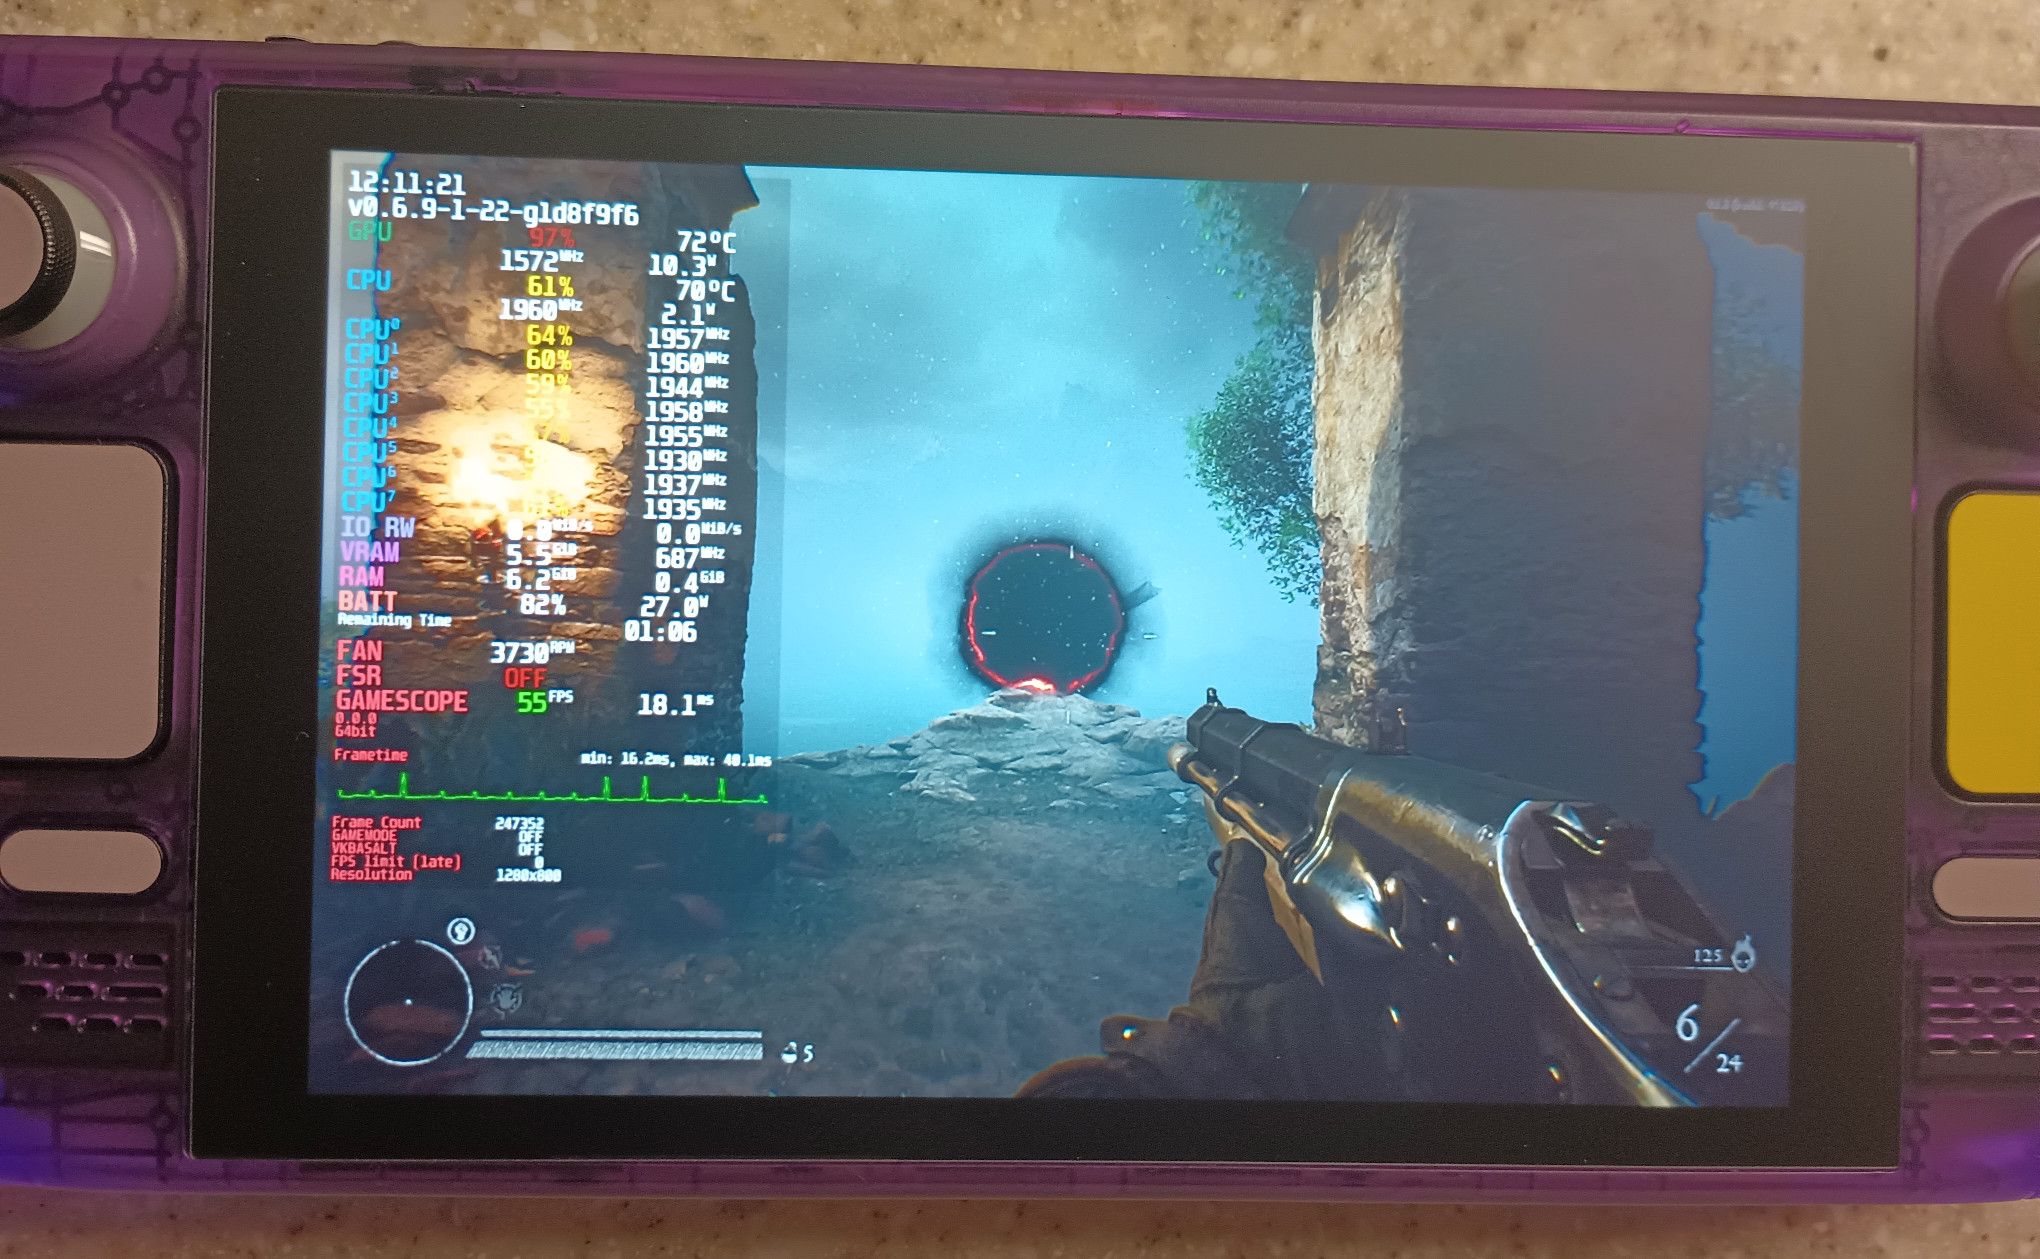 12:11:21
v0.6.9-1-22-g1d8f9f6
GPU 97% 72°C
1572MHz 10.3W
CPU 61% 70°C
1960MHz 2.1W
CPU0 64% 1957MHz
CPU1 60% 1960MHz
CPU2 59% 1944MHz
CPU3 55% 1958MHz
CPU4 1955MHz
CPU5 1930MHz
CPU6 1937MHz
CPU7 1935MHz
IO RW 0.0MiB/s 0.0MiB/s
VRAM 5.5GiB 687MHz
RAM 6.2GiB 0.4GiB
BATT 82% 27.0W
Remaining Time 01:06
FAN 3730RPM
FSR OFF
GAMESCOPE 55FPS 18.1ms
0.0.0
64bit
Frametime min: 16.2ms, max: 40.1ms
Frame Count 247352
GAMEMODE OFF
VKBASALT OFF
FPS limit (late) 0
Resolution 1280x800
5
125
6/24